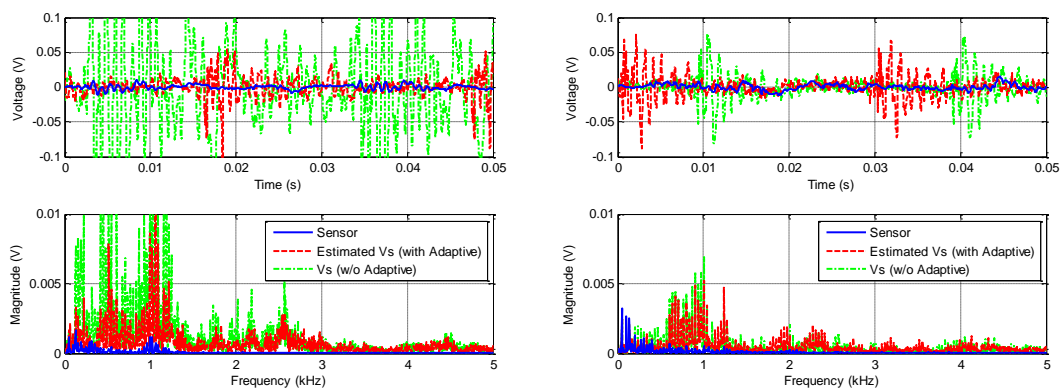 0.1
0.05
0
-0.05
-0.1
Voltage (V)
0 0.01 0.02 0.03 0.04 0.05
Time (s)
0.1
0.05
0
-0.05
-0.1
Voltage (V)
0 0.01 0.02 0.03 0.04 0.05
Time (s)
0.01
0.005
0
Magnitude (V)
Sensor
Estimated Vs (with Adaptive)
Vs (w/o Adaptive)
0 1 2 3 4 5
Frequency (kHz)
0.01
0.005
0
Magnitude (V)
Sensor
Estimated Vs (with Adaptive)
Vs (w/o Adaptive)
0 1 2 3 4 5
Frequency (kHz)